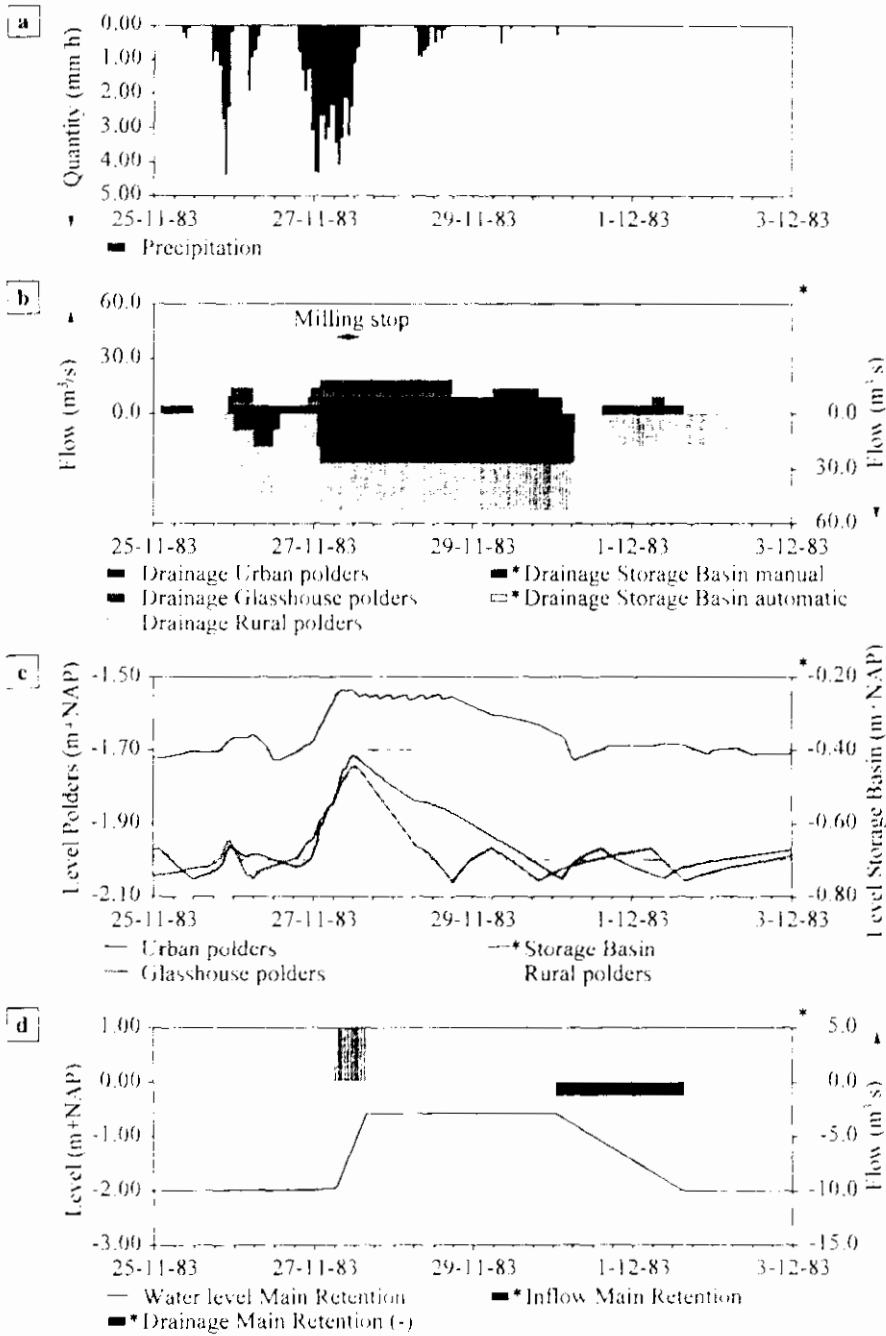 a
Quantity (mm h)
0.00
1.00
2.00
3.00
4.00
5.00
25-11-83 27-11-83 29-11-83 1-12-83 3-12-83
Precipitation
b
*
Flow (m³/s)
60.0
30.0
0.0
Milling stop
Flow (m³ s)
0.0
30.0
60.0
25-11-83 27-11-83 29-11-83 1-12-83 3-12-83
Drainage Urban polders
* Drainage Storage Basin manual
Drainage Glasshouse polders
* Drainage Storage Basin automatic
Drainage Rural polders
c
*
Level Polders (m+NAP)
-1.50
-1.70
-1.90
-2.10
Level Storage Basin (m+NAP)
-0.20
-0.40
-0.60
-0.80
25-11-83 27-11-83 29-11-83 1-12-83 3-12-83
Urban polders
* Storage Basin
Glasshouse polders
Rural polders
d
*
Level (m+NAP)
1.00
0.00
-1.00
-2.00
-3.00
Flow (m³ s)
5.0
0.0
-5.0
-10.0
-15.0
25-11-83 27-11-83 29-11-83 1-12-83 3-12-83
Water level Main Retention
* Inflow Main Retention
* Drainage Main Retention (-)